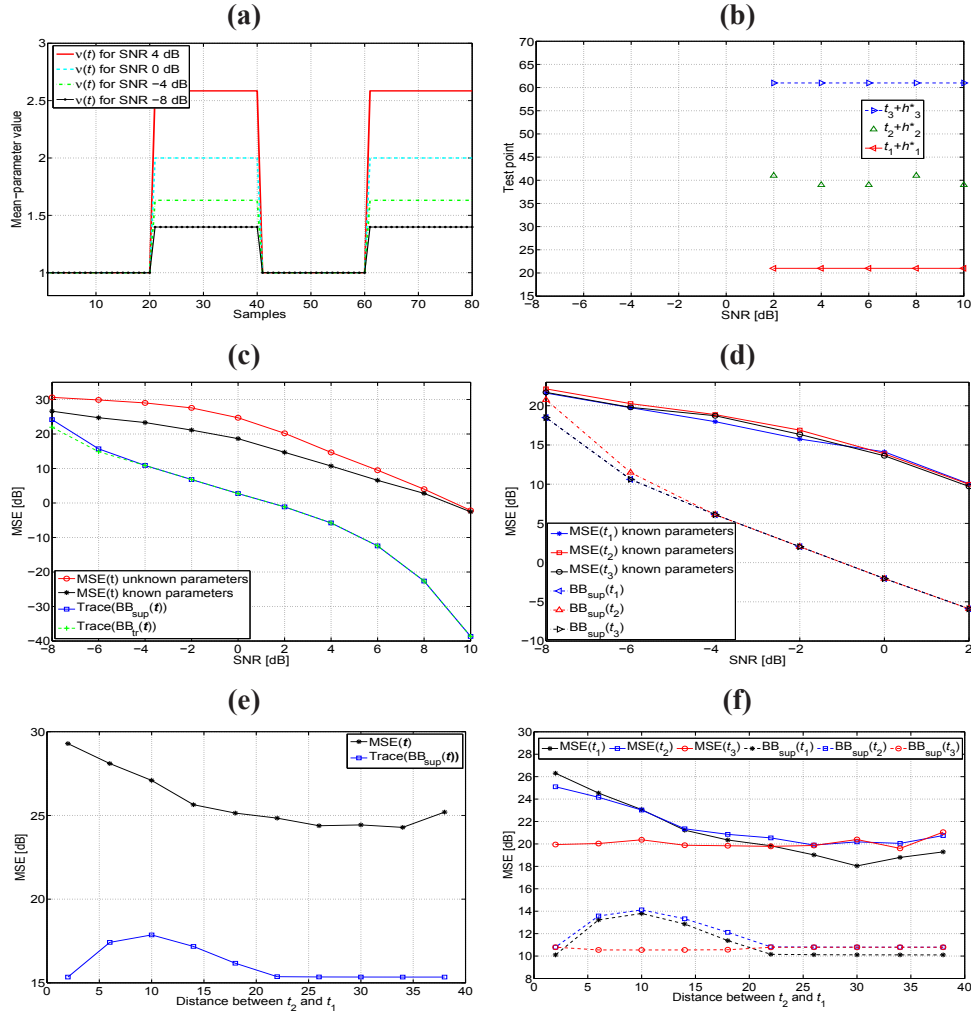 (a)
3
2.5
2
1.5
1
Mean−parameter value
ν(t) for SNR 4 dB
ν(t) for SNR 0 dB
ν(t) for SNR −4 dB
ν(t) for SNR −8 dB
10 20 30 40 50 60 70 80
Samples
(b)
70
65
60
55
50
45
40
35
30
25
20
15
Test point
t3+h*3
t2+h*2
t1+h*1
−8 −6 −4 −2 0 2 4 6 8 10
SNR [dB]
(c)
30
20
10
0
−10
−20
−30
−40
MSE [dB]
MSE(t) unknown parameters
MSE(t) known parameters
Trace(BBsup(t))
Trace(BBtr(t))
−8 −6 −4 −2 0 2 4 6 8 10
SNR [dB]
(d)
20
15
10
5
0
−5
−10
MSE [dB]
MSE(t1) known parameters
MSE(t2) known parameters
MSE(t3) known parameters
BBsup(t1)
BBsup(t2)
BBsup(t3)
−8 −6 −4 −2 0 2
SNR [dB]
(e)
30
25
20
15
MSE [dB]
MSE(t)
Trace(BBsup(t))
0 5 10 15 20 25 30 35 40
Distance between t2 and t1
(f)
30
28
26
24
22
20
18
16
14
12
10
8
MSE [dB]
MSE(t1) MSE(t2) MSE(t3) BBsup(t1) BBsup(t2) BBsup(t3)
0 5 10 15 20 25 30 35 40
Distance between t2 and t1